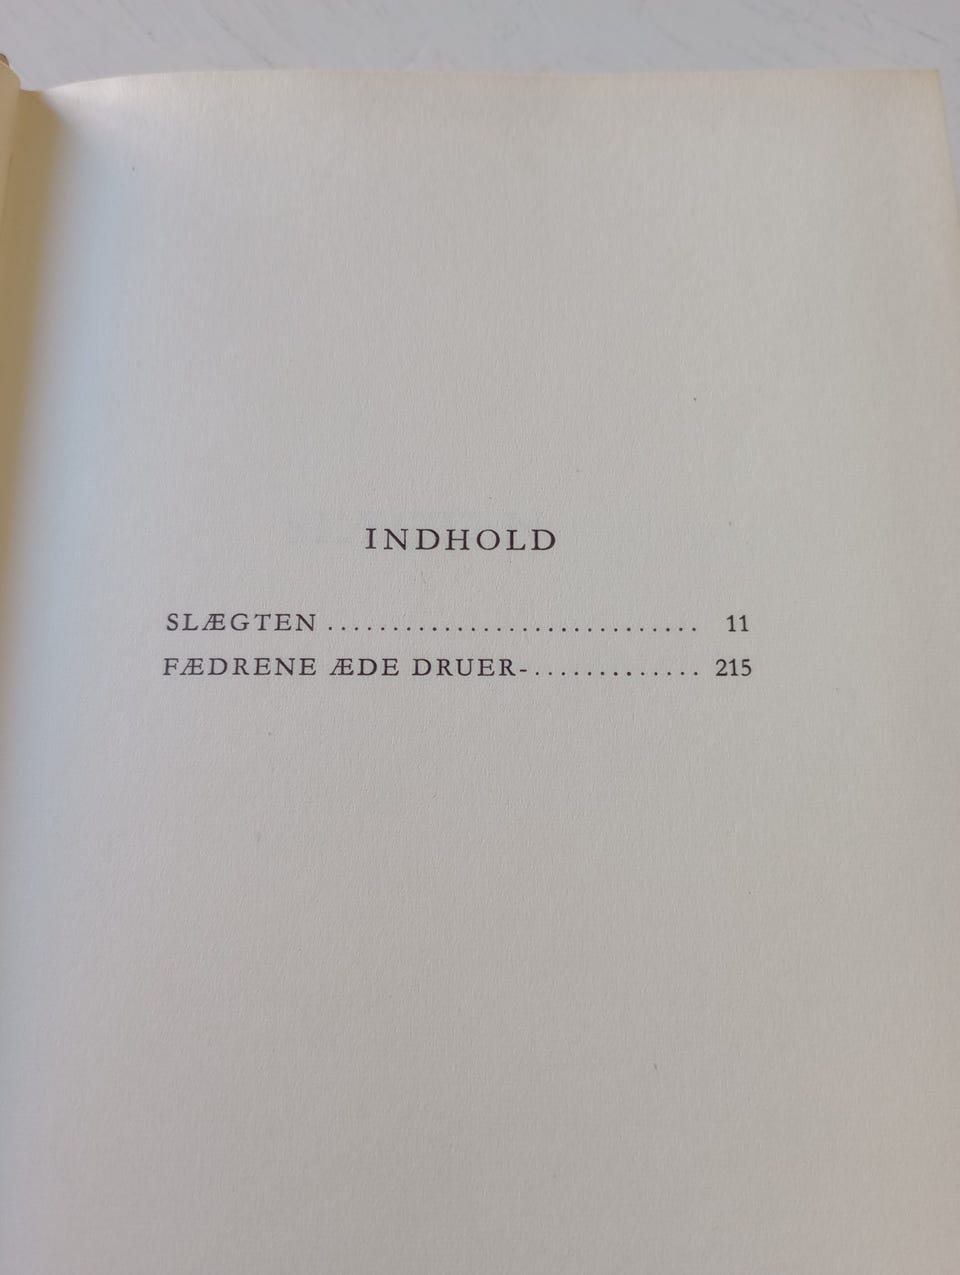 INDHOLD
SLÆGTEN .............................. 11
FÆDRENE ÆDE DRUER-............. 215